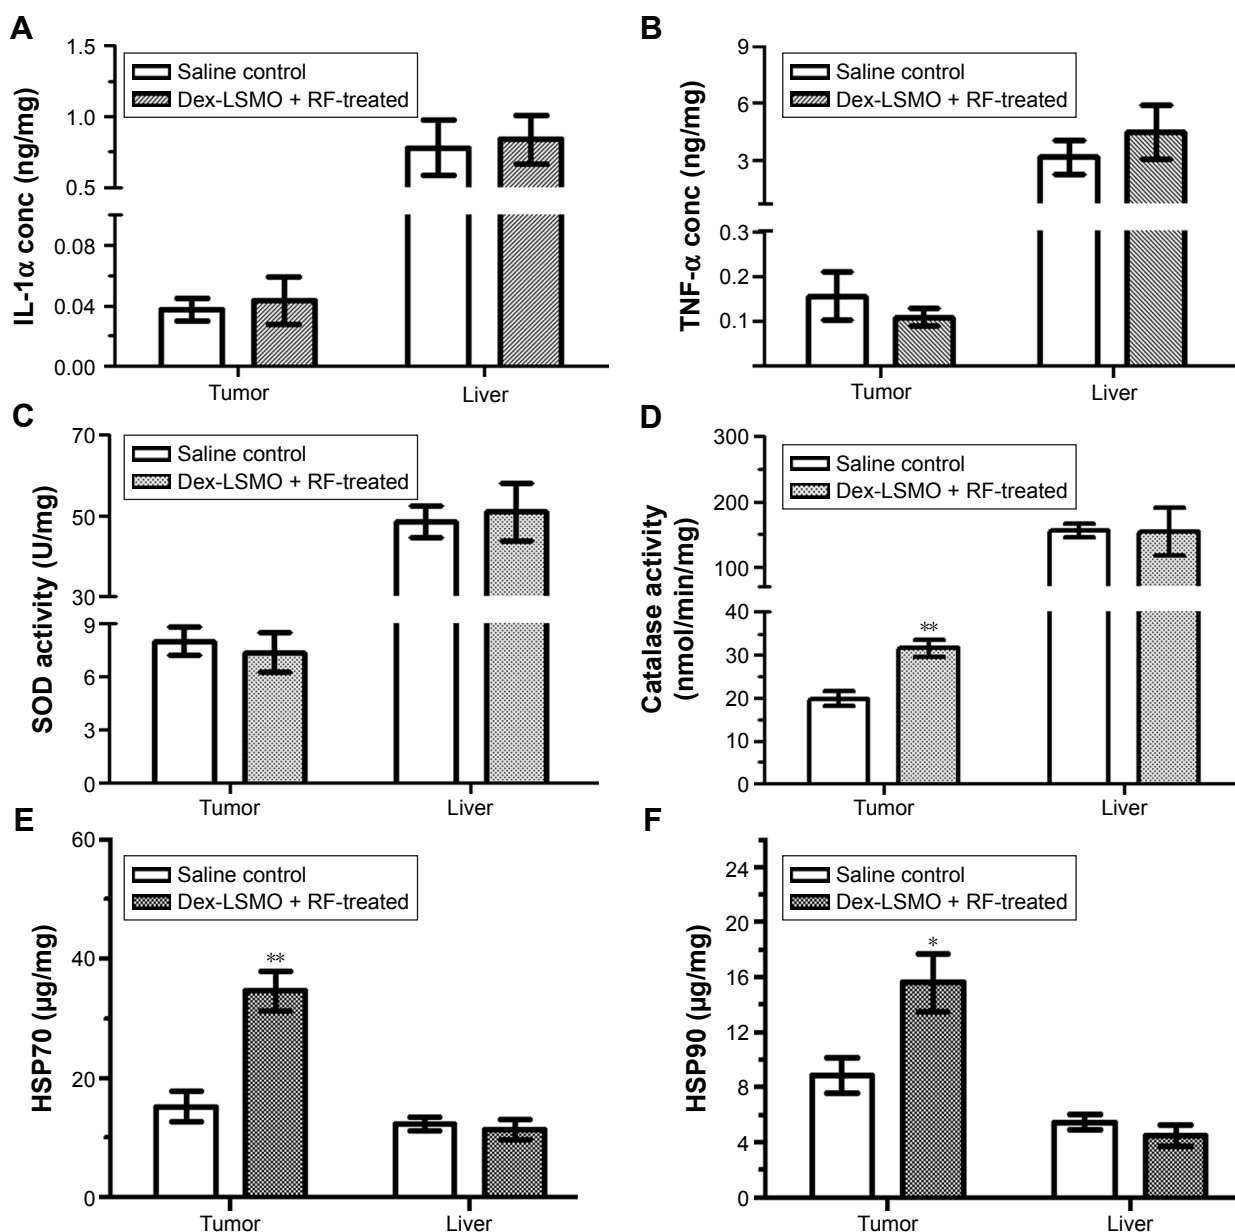 A
IL-1α conc (ng/mg)
1.5
1.0
0.5
0.08
0.04
0.00
Saline control
Dex-LSMO + RF-treated
Tumor
Liver
B
TNF-α conc (ng/mg)
9
6
3
0.3
0.2
0.1
Saline control
Dex-LSMO + RF-treated
Tumor
Liver
C
SOD activity (U/mg)
70
50
30
9
6
3
0
Saline control
Dex-LSMO + RF-treated
Tumor
Liver
D
Catalase activity
(nmol/min/mg)
300
200
100
40
30
20
10
0
Saline control
Dex-LSMO + RF-treated
**
Tumor
Liver
E
HSP70 (µg/mg)
60
40
20
0
Saline control
Dex-LSMO + RF-treated
**
Tumor
Liver
F
HSP90 (µg/mg)
24
20
16
12
8
4
0
Saline control
Dex-LSMO + RF-treated
*
Tumor
Liver